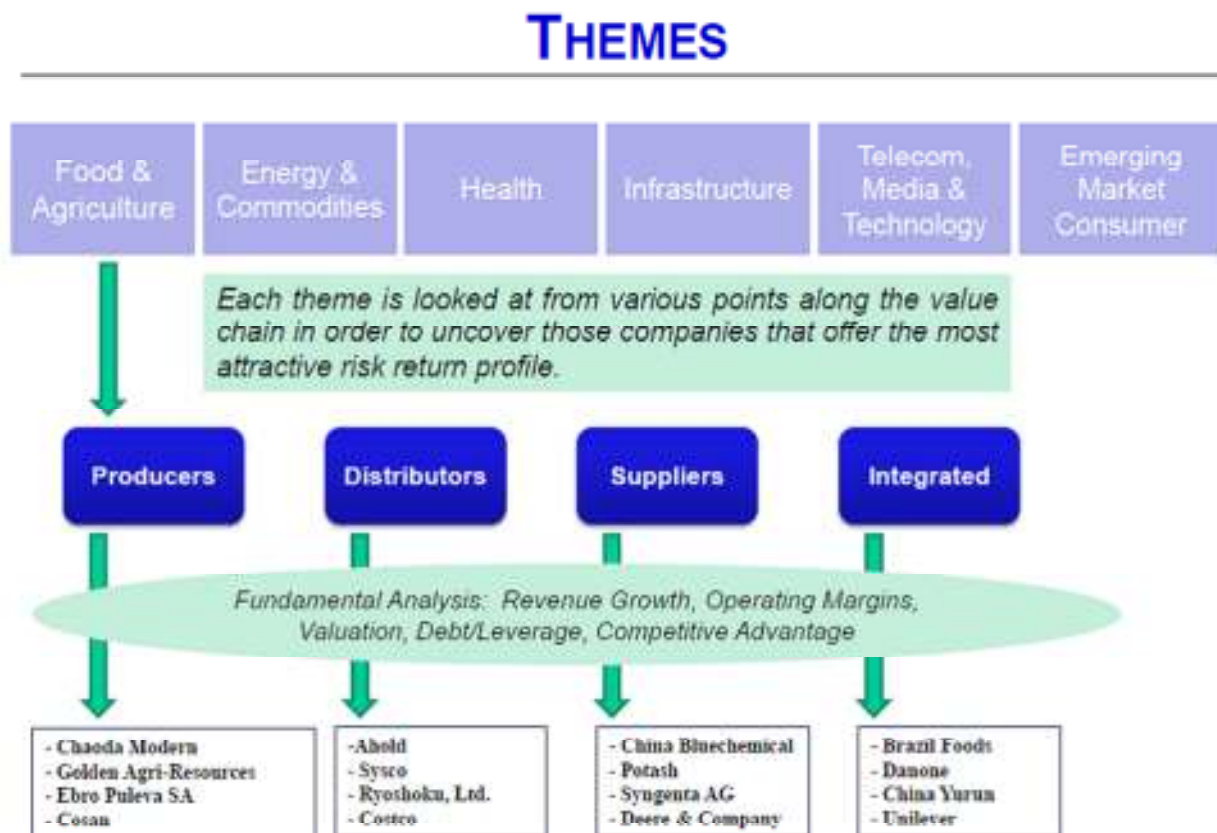 THEMES
Food &
Agriculture
Energy &
Commodities
Health
Infrastructure
Telecom,
Media &
Technology
Emerging
Market
Consumer
Each theme is looked at from various points along the value
chain in order to uncover those companies that offer the most
attractive risk return profile.
Producers
Distributors
Suppliers
Integrated
Fundamental Analysis: Revenue Growth, Operating Margins,
Valuation, Debt/Leverage, Competitive Advantage
- Chaoda Modern
- Golden Agri-Resources
- Ebro Puleva SA
- Cosan
-Ahold
- Sysco
- Ryoshoku, Ltd.
- Costco
- China Bluechemical
- Potash
- Syngenta AG
- Deere & Company
- Brazil Foods
- Danone
- China Yurun
- Unilever